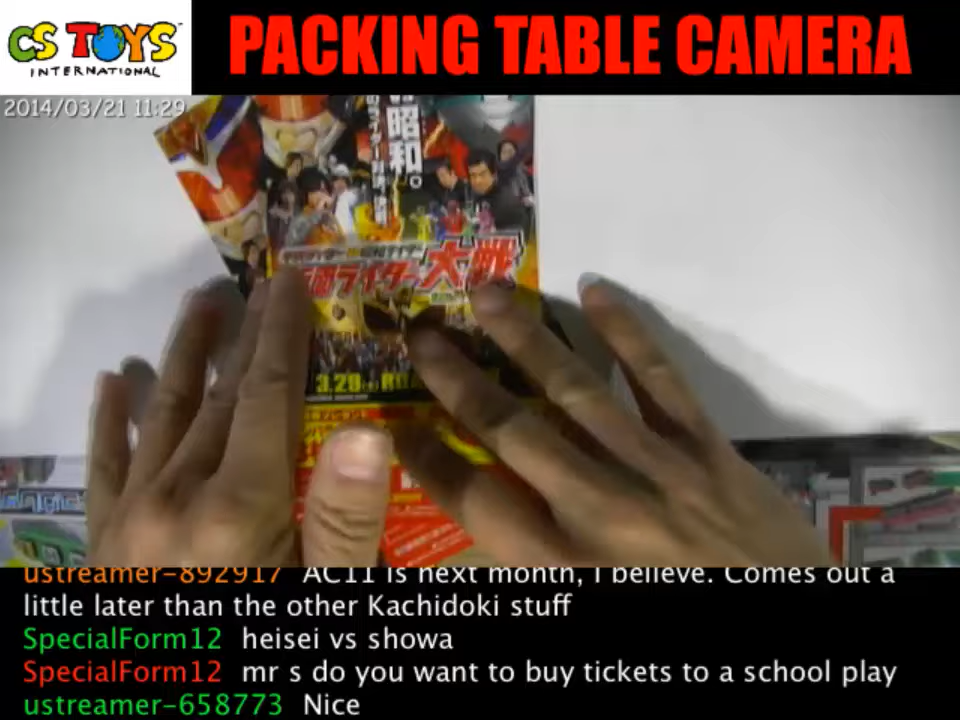 CS TOYS
INTERNATIONAL
PACKING TABLE CAMERA
2014/03/21 11:29
昭和。
ライダー大戦
3.29
ustreamer-892917 AC11 is next month, I believe. Comes out a
little later than the other Kachidoki stuff
SpecialForm12 heisei vs showa
SpecialForm12 mr s do you want to buy tickets to a school play
ustreamer-658773 Nice